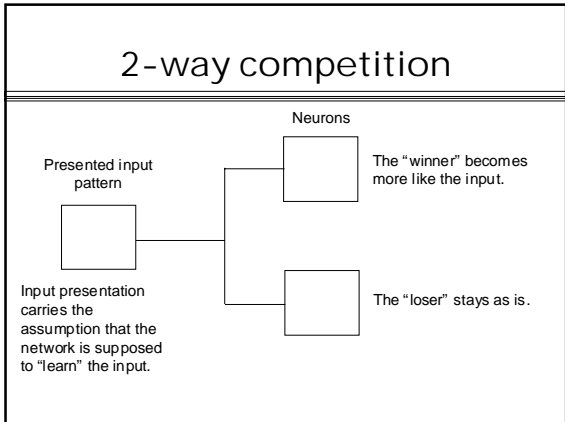 2-way competition
Neurons
Presented input
pattern
The “winner” becomes
more like the input.
Input presentation
carries the
assumption that the
network is supposed
to “learn” the input.
The “loser” stays as is.